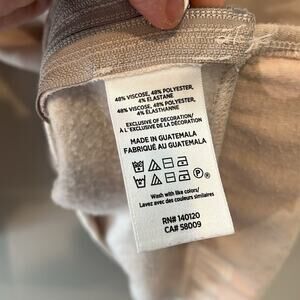 48% VISCOSE, 48% POLYESTER,
4% ELASTANE
48% VISCOSE, 48% POLYESTER,
4% ÉLASTHANNE
EXCLUSIVE OF DECORATION/
À L'EXCLUSIVE DE LA DÉCORATION
MADE IN GUATEMALA
FABRIQUÉ AU GUATEMALA
P
Wash with like colors/
Lavez avec des couleurs similaires
RN# 140120
CA# 58009